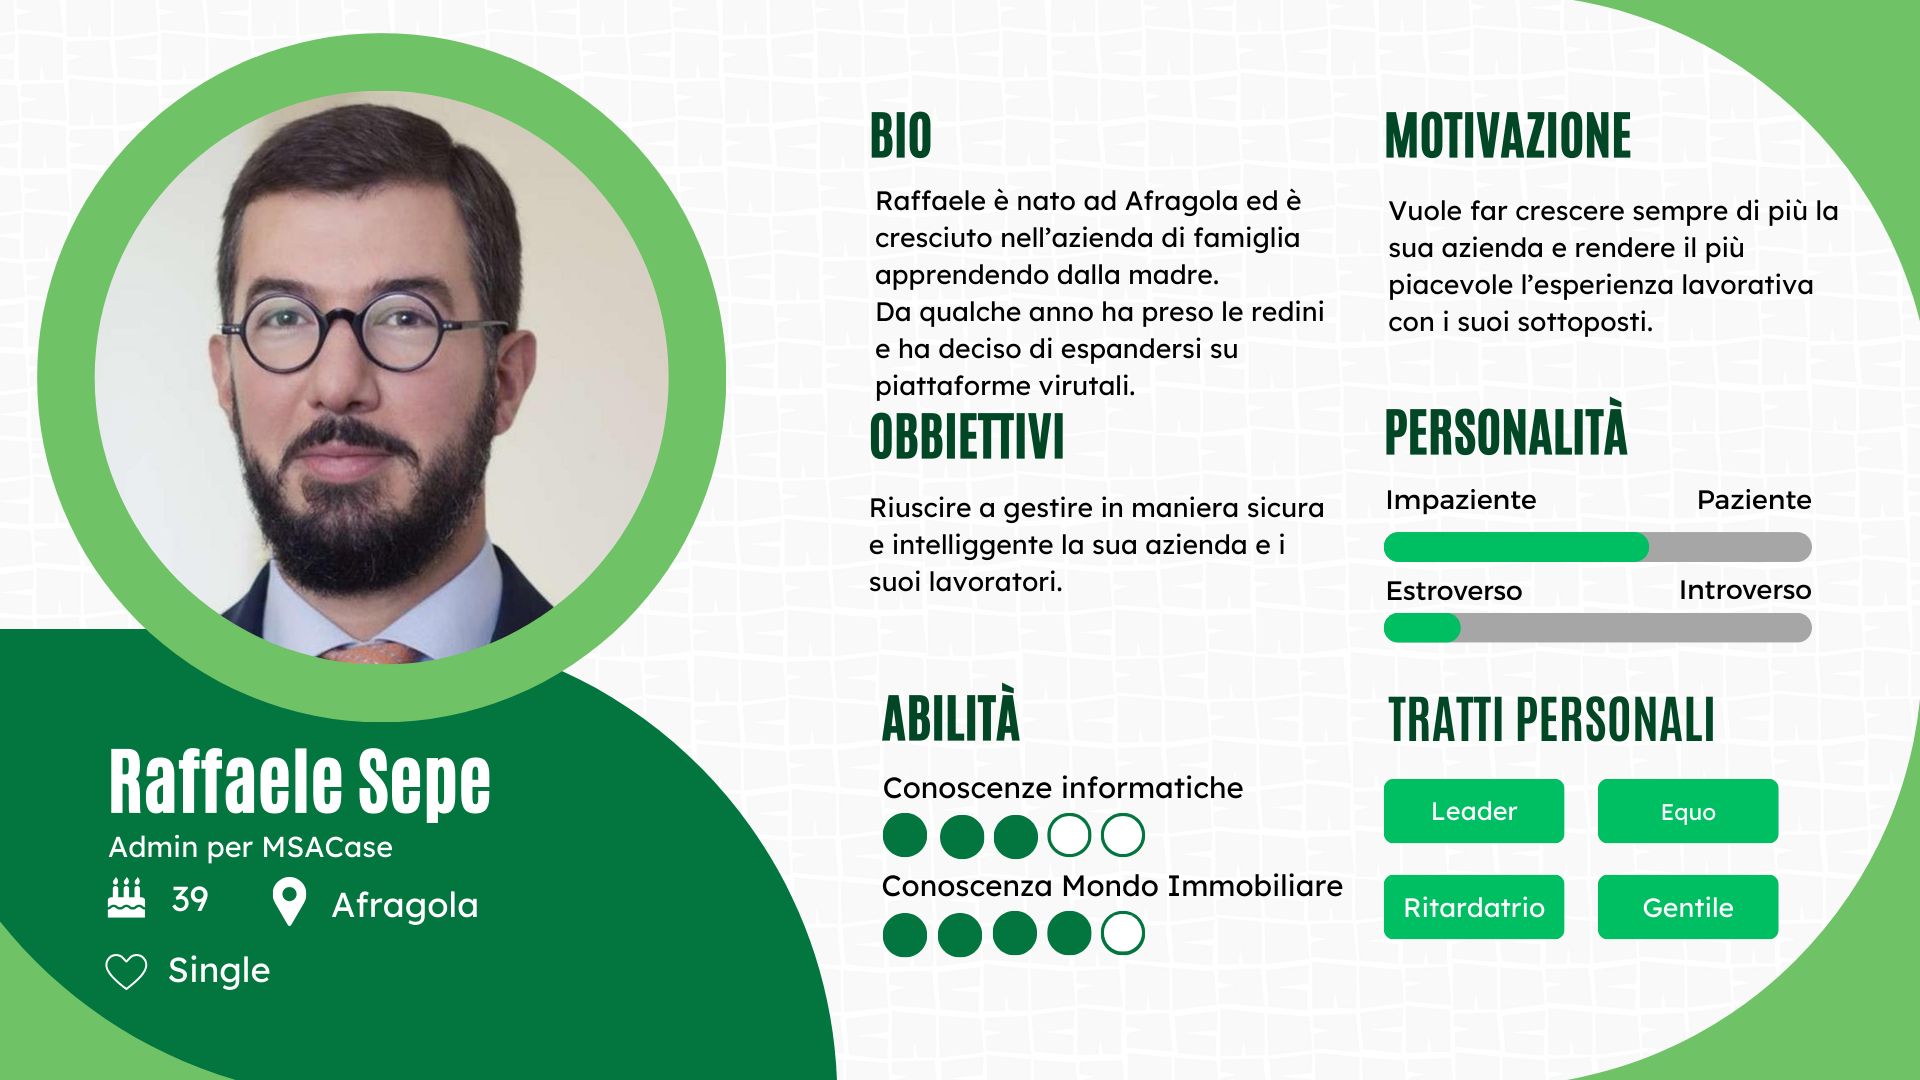 Raffaele Sepe
Admin per MSACase
39
Afragola
Single
BIO
Raffaele è nato ad Afragola ed è
cresciuto nell’azienda di famiglia
apprendendo dalla madre.
Da qualche anno ha preso le redini
e ha deciso di espandersi su
piattaforme virutali.
OBBIETTIVI
Riuscire a gestire in maniera sicura
e intelliggente la sua azienda e i
suoi lavoratori.
ABILITÀ
Conoscenze informatiche
Conoscenza Mondo Immobiliare
MOTIVAZIONE
Vuole far crescere sempre di più la
sua azienda e rendere il più
piacevole l’esperienza lavorativa
con i suoi sottoposti.
PERSONALITÀ
Impaziente Paziente
Estroverso Introverso
TRATTI PERSONALI
Leader Equo
Ritardatrio Gentile